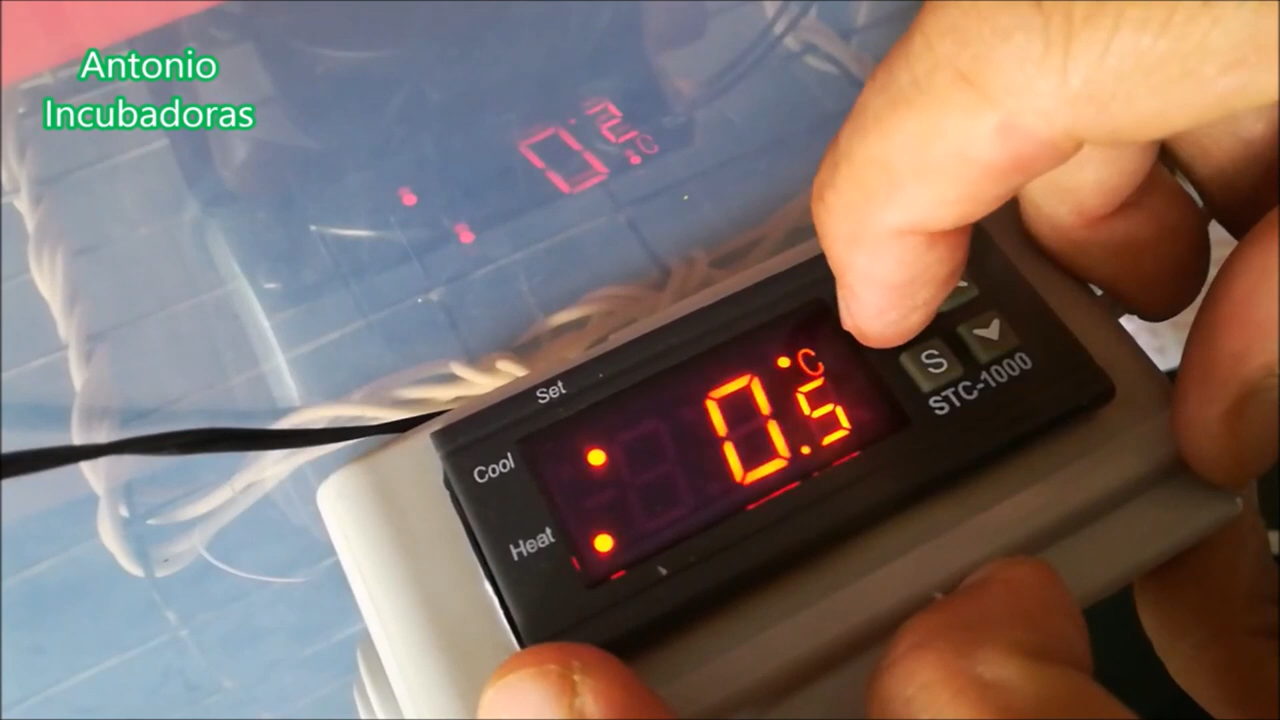 Antonio
Incubadoras
Set
Cool
Heat
0.5 °C
S
STC-1000